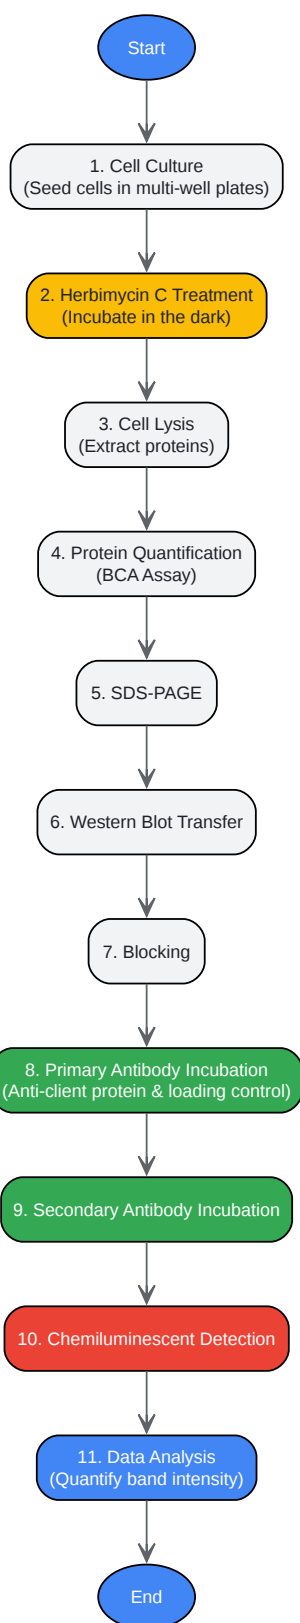 Start
1. Cell Culture
(Seed cells in multi-well plates)
2. Herbimycin C Treatment
(Incubate in the dark)
3. Cell Lysis
(Extract proteins)
4. Protein Quantification
(BCA Assay)
5. SDS-PAGE
6. Western Blot Transfer
7. Blocking
8. Primary Antibody Incubation
(Anti-client protein & loading control)
9. Secondary Antibody Incubation
10. Chemiluminescent Detection
11. Data Analysis
(Quantify band intensity)
End